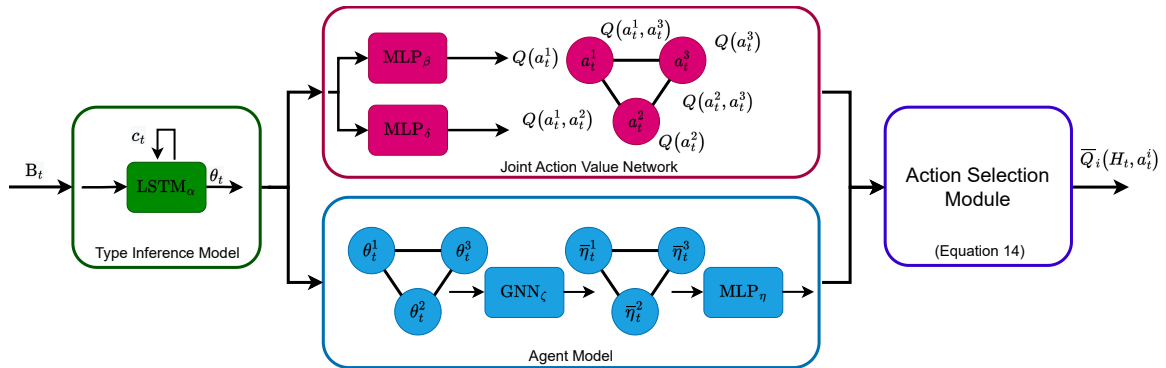 B_t
c_t
LSTM_α
θ_t
Type Inference Model
MLP_β
Q(a_t^1)
MLP_δ
Q(a_t^1, a_t^2)
Q(a_t^1, a_t^3)
Q(a_t^3)
a_t^1
a_t^3
Q(a_t^2, a_t^3)
a_t^2
Q(a_t^2)
Joint Action Value Network
θ_t^1
θ_t^3
θ_t^2
GNN_ζ
η̅_t^1
η̅_t^3
η̅_t^2
MLP_η
Agent Model
Action Selection
Module
(Equation 14)
Q̅_i(H_t, a_t^i)